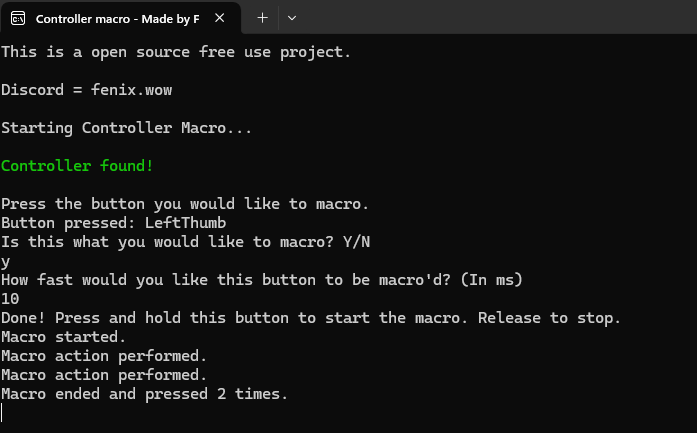 Controller macro - Made by F
This is a open source free use project.
Discord = fenix.wow
Starting Controller Macro...
Controller found!
Press the button you would like to macro.
Button pressed: LeftThumb
Is this what you would like to macro? Y/N
y
How fast would you like this button to be macro'd? (In ms)
10
Done! Press and hold this button to start the macro. Release to stop.
Macro started.
Macro action performed.
Macro action performed.
Macro ended and pressed 2 times.